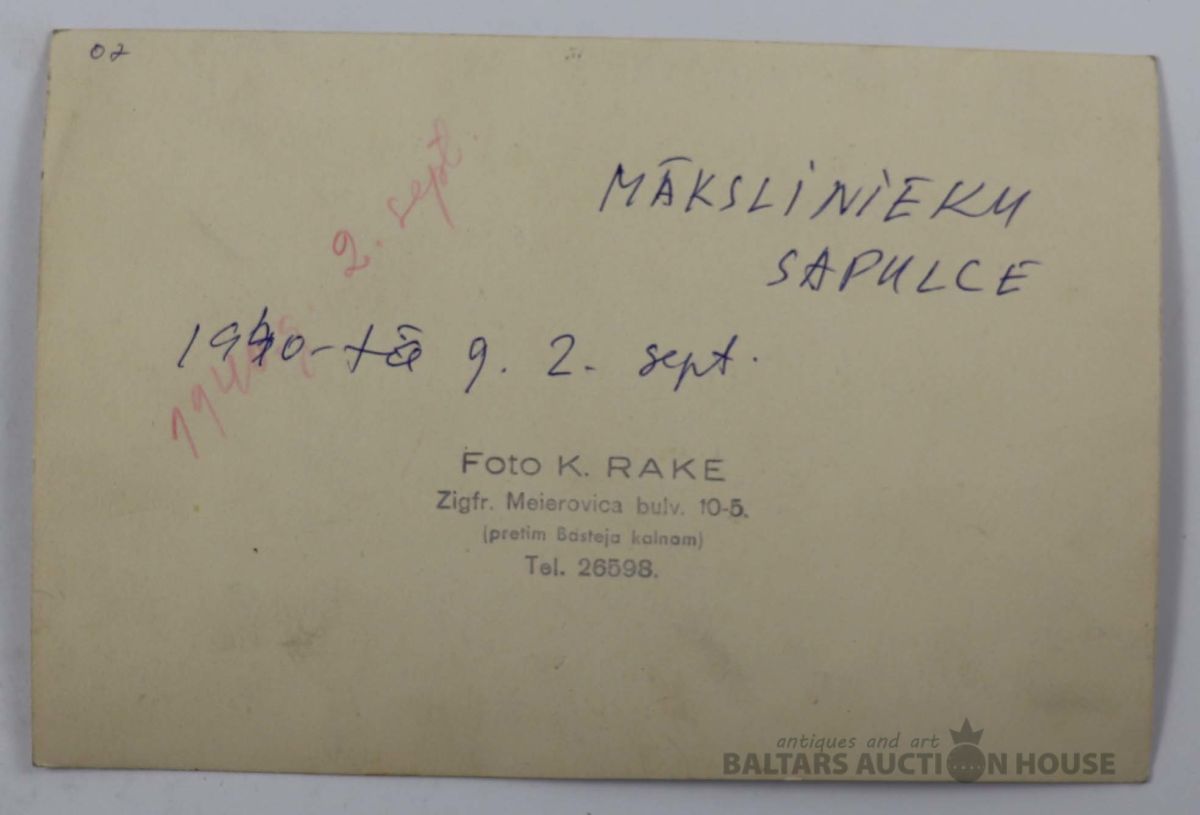 02
MĀKSLINIEKU
SAPULCE
2. sept.
1940-tā g. 2. sept.
Foto K. RAKE
Zigfr. Meierovica bulv. 10-5.
(pretim Basteja kalnam)
Tel. 26598.
antiques and art
BALTARS AUCTION HOUSE